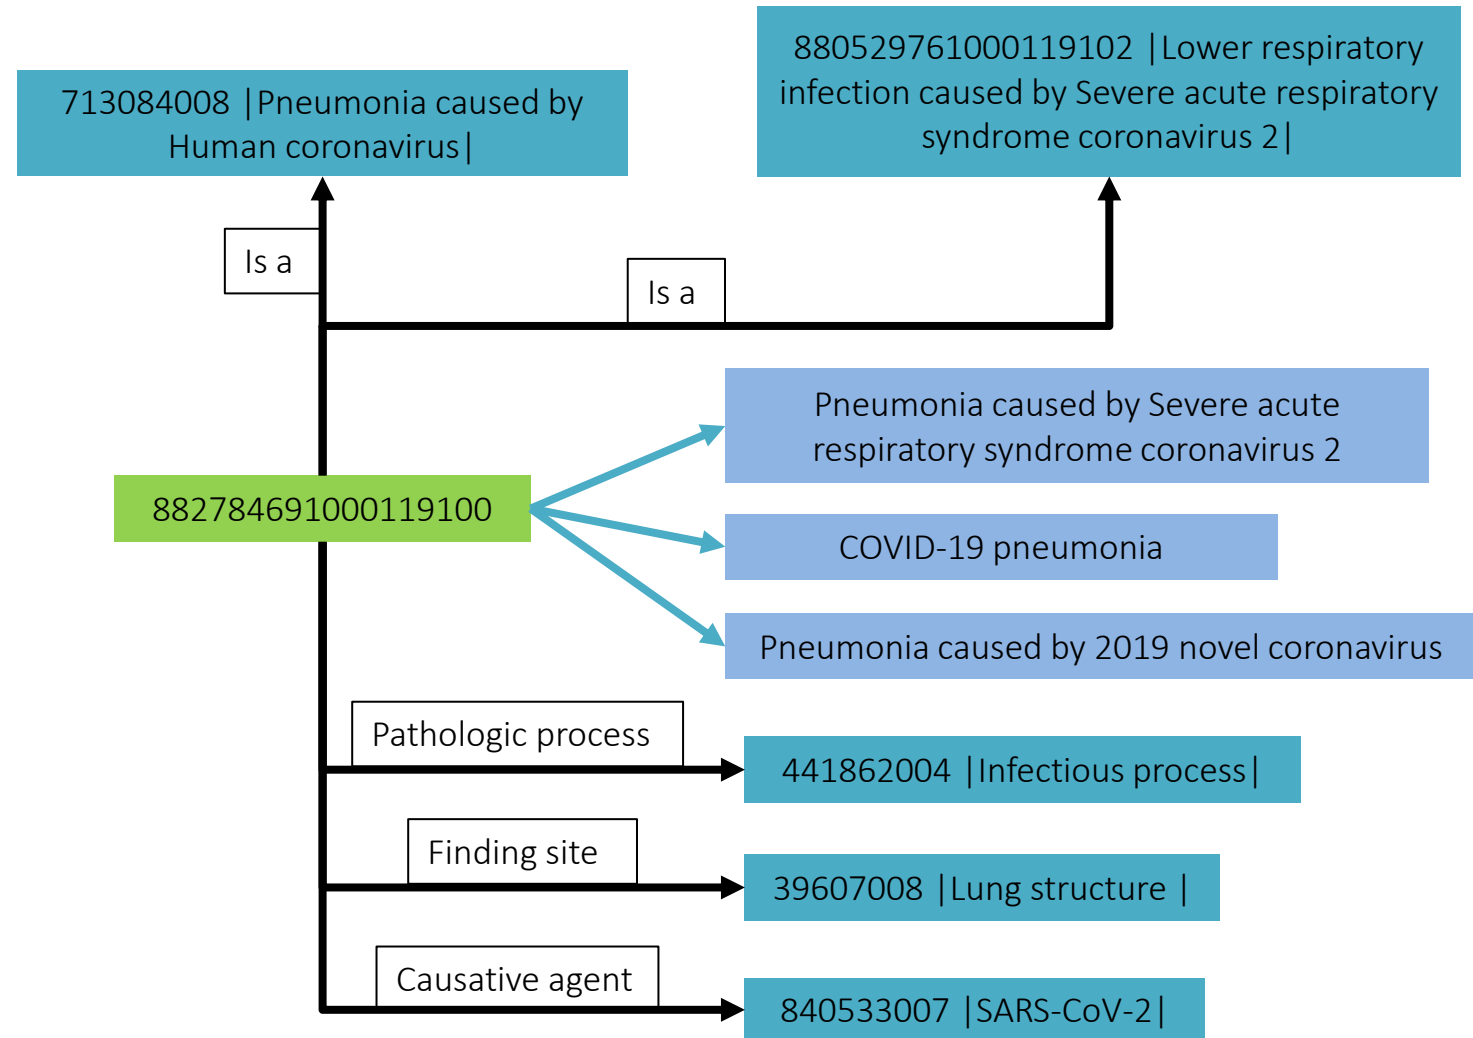 880529761000119102 |Lower respiratory
infection caused by Severe acute respiratory
syndrome coronavirus 2|
713084008 |Pneumonia caused by
Human coronavirus|
Is a
Is a
Pneumonia caused by Severe acute
respiratory syndrome coronavirus 2
882784691000119100
COVID-19 pneumonia
Pneumonia caused by 2019 novel coronavirus
Pathologic process
441862004 |Infectious process|
Finding site
39607008 |Lung structure |
Causative agent
840533007 |SARS-CoV-2|